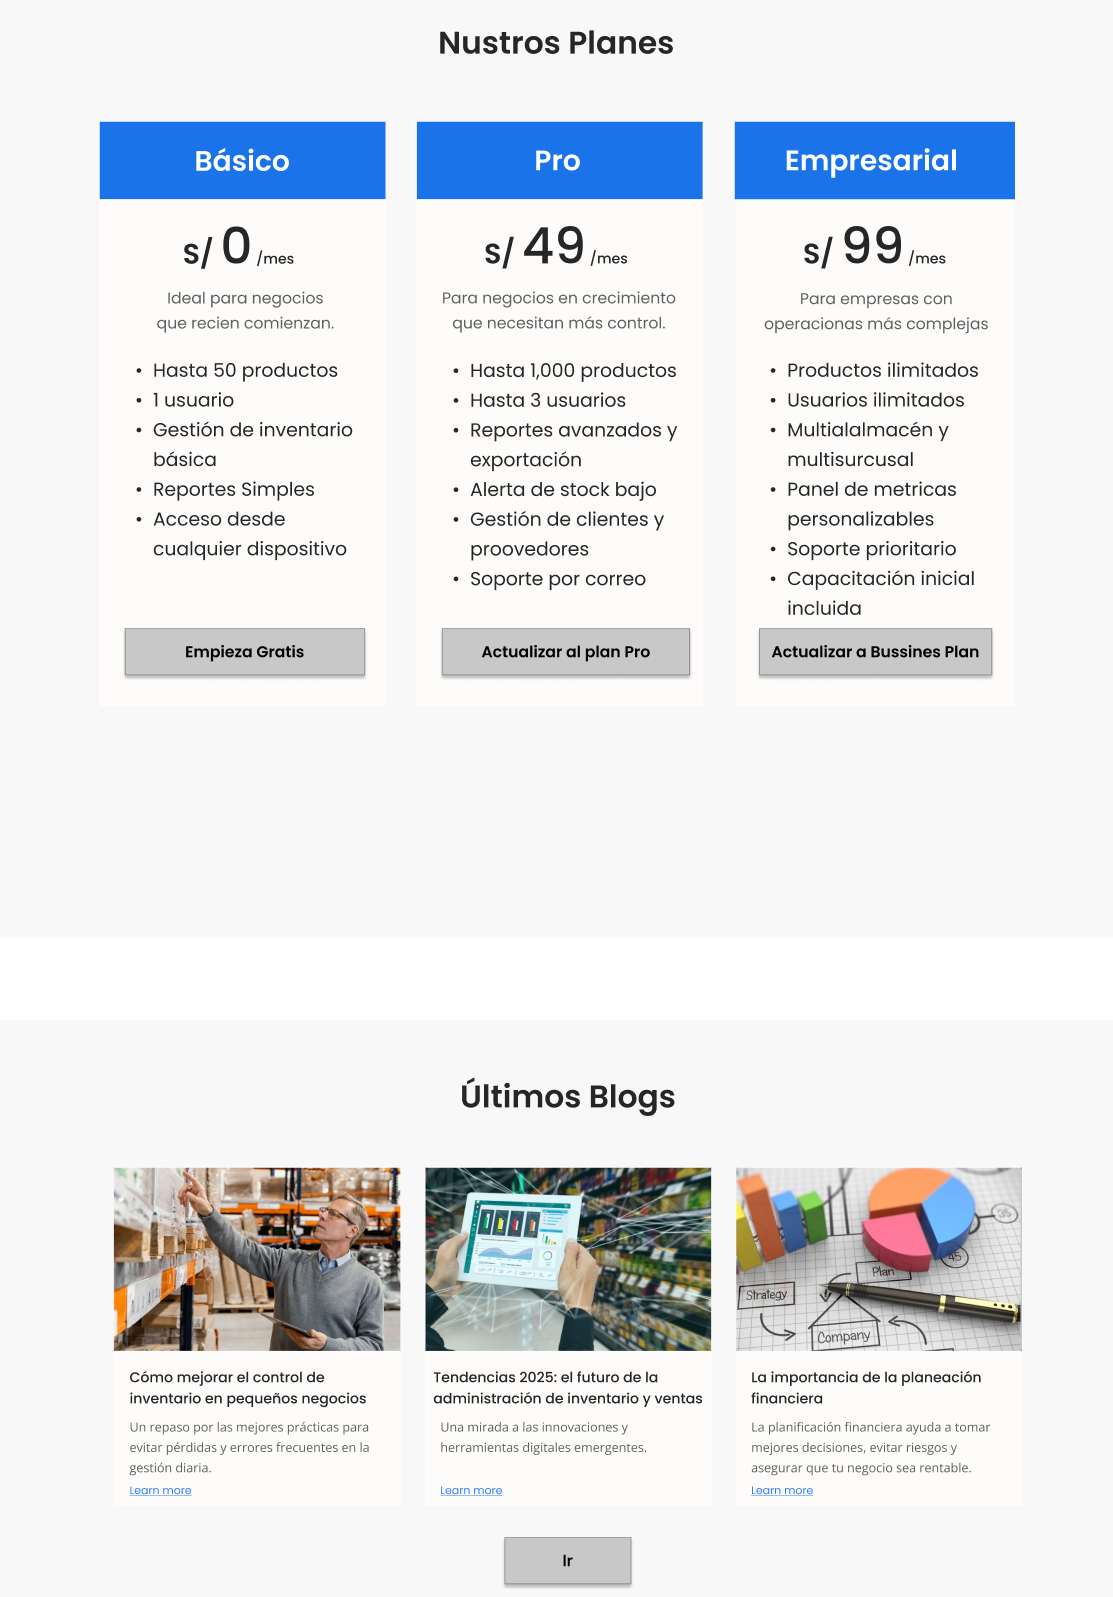 Nustros Planes
Básico
s/ 0 /mes
Ideal para negocios
que recien comienzan.
• Hasta 50 productos
• 1 usuario
• Gestión de inventario
básica
• Reportes Simples
• Acceso desde
cualquier dispositivo
Empieza Gratis
Pro
s/ 49 /mes
Para negocios en crecimiento
que necesitan más control.
• Hasta 1,000 productos
• Hasta 3 usuarios
• Reportes avanzados y
exportación
• Alerta de stock bajo
• Gestión de clientes y
proovedores
• Soporte por correo
Actualizar al plan Pro
Empresarial
s/ 99 /mes
Para empresas con
operacionas más complejas
• Productos ilimitados
• Usuarios ilimitados
• Multialalmacén y
multisurcusal
• Panel de metricas
personalizables
• Soporte prioritario
• Capacitación inicial
incluida
Actualizar a Bussines Plan
Últimos Blogs
Cómo mejorar el control de
inventario en pequeños negocios
Un repaso por las mejores prácticas para
evitar pérdidas y errores frecuentes en la
gestión diaria.
Learn more
Tendencias 2025: el futuro de la
administración de inventario y ventas
Una mirada a las innovaciones y
herramientas digitales emergentes.
Learn more
35
45
Plan
Strategy
Company
La importancia de la planeación
financiera
La planificación financiera ayuda a tomar
mejores decisiones, evitar riesgos y
asegurar que tu negocio sea rentable.
Learn more
Ir